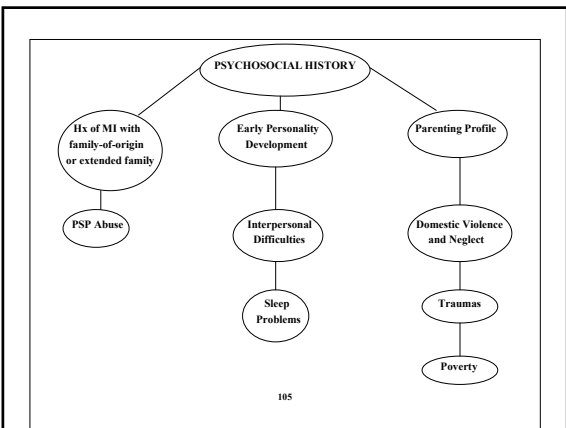 PSYCHOSOCIAL HISTORY
Hx of MI with
family-of-origin
or extended family
PSP Abuse
Early Personality
Development
Interpersonal
Difficulties
Sleep
Problems
Parenting Profile
Domestic Violence
and Neglect
Traumas
Poverty
105